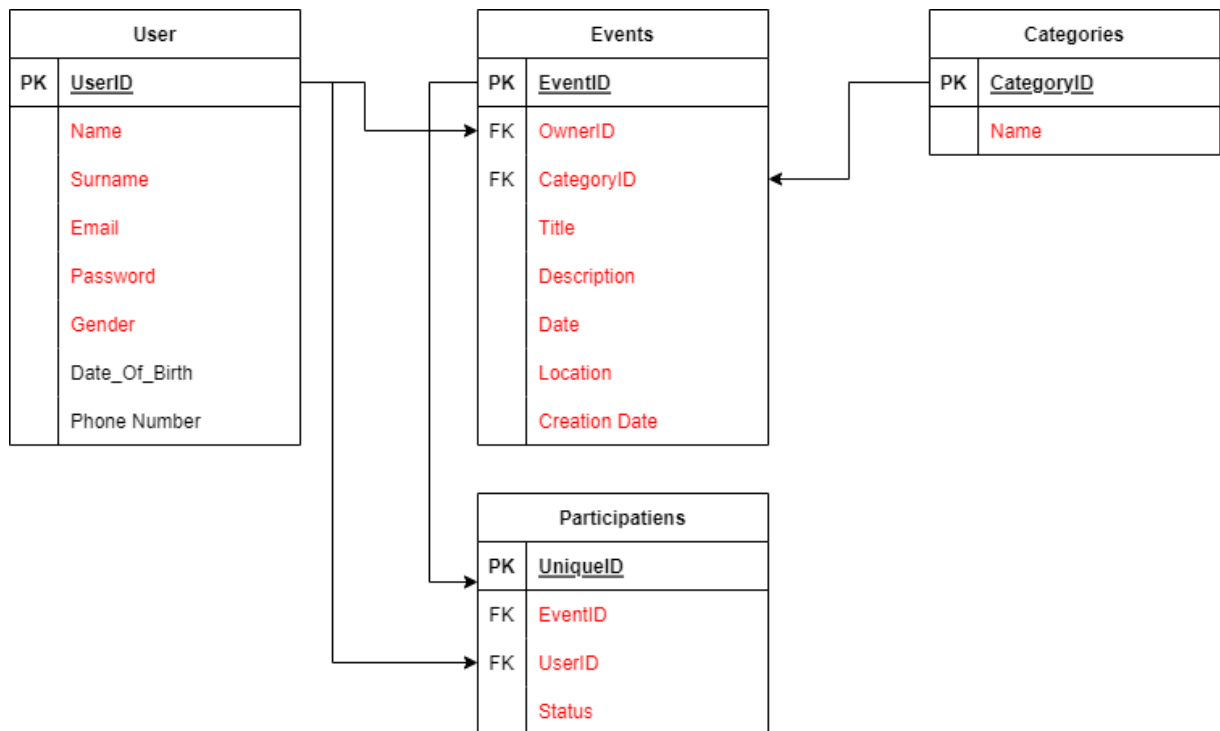 User
PK UserID
Name
Surname
Email
Password
Gender
Date_Of_Birth
Phone Number
Events
PK EventID
FK OwnerID
FK CategoryID
Title
Description
Date
Location
Creation Date
Categories
PK CategoryID
Name
Participatiens
PK UniqueID
FK EventID
FK UserID
Status